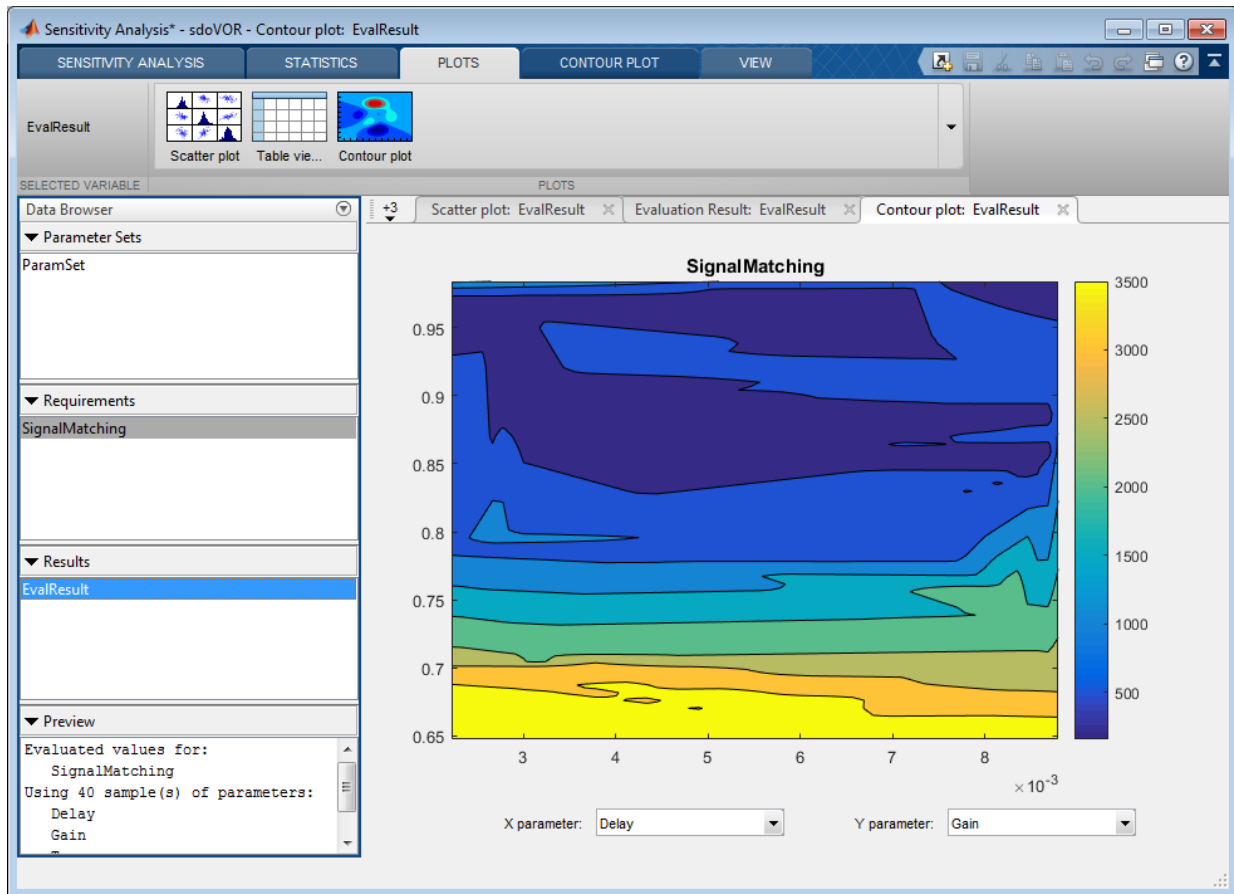 Sensitivity Analysis* - sdoVOR - Contour plot: EvalResult
SENSITIVITY ANALYSIS STATISTICS PLOTS CONTOUR PLOT VIEW
EvalResult
Scatter plot Table vie... Contour plot
SELECTED VARIABLE PLOTS
Data Browser
+3 Scatter plot: EvalResult Evaluation Result: EvalResult Contour plot: EvalResult
Parameter Sets
ParamSet
Requirements
SignalMatching
Results
EvalResult
Preview
Evaluated values for:
SignalMatching
Using 40 sample(s) of parameters:
Delay
Gain
SignalMatching
0.95
0.9
0.85
0.8
0.75
0.7
0.65
3 4 5 6 7 8
× 10-3
3500
3000
2500
2000
1500
1000
500
X parameter: Delay Y parameter: Gain